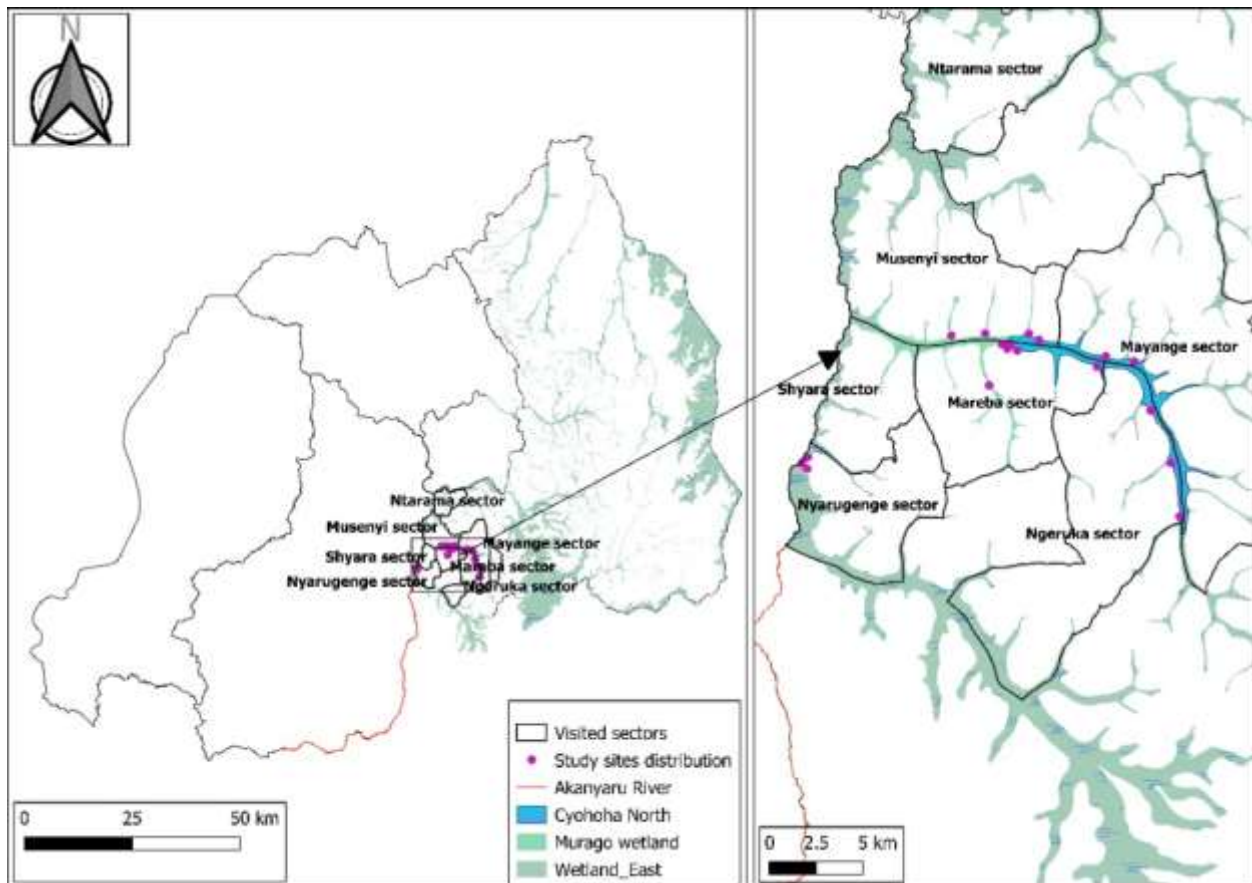 N
Ntarama sector
Musenyi sector
Mayange sector
Shyara sector
Mareba sector
Nyarugenge sector
Ngeruka sector
Visited sectors
Study sites distribution
Akanyaru River
Cyohoha North
Murago wetland
Wetland_East
0 25 50 km
Ntarama sector
Musenyi sector
Mayange sector
Shyara sector
Mareba sector
Nyarugenge sector
Ngeruka sector
0 2.5 5 km